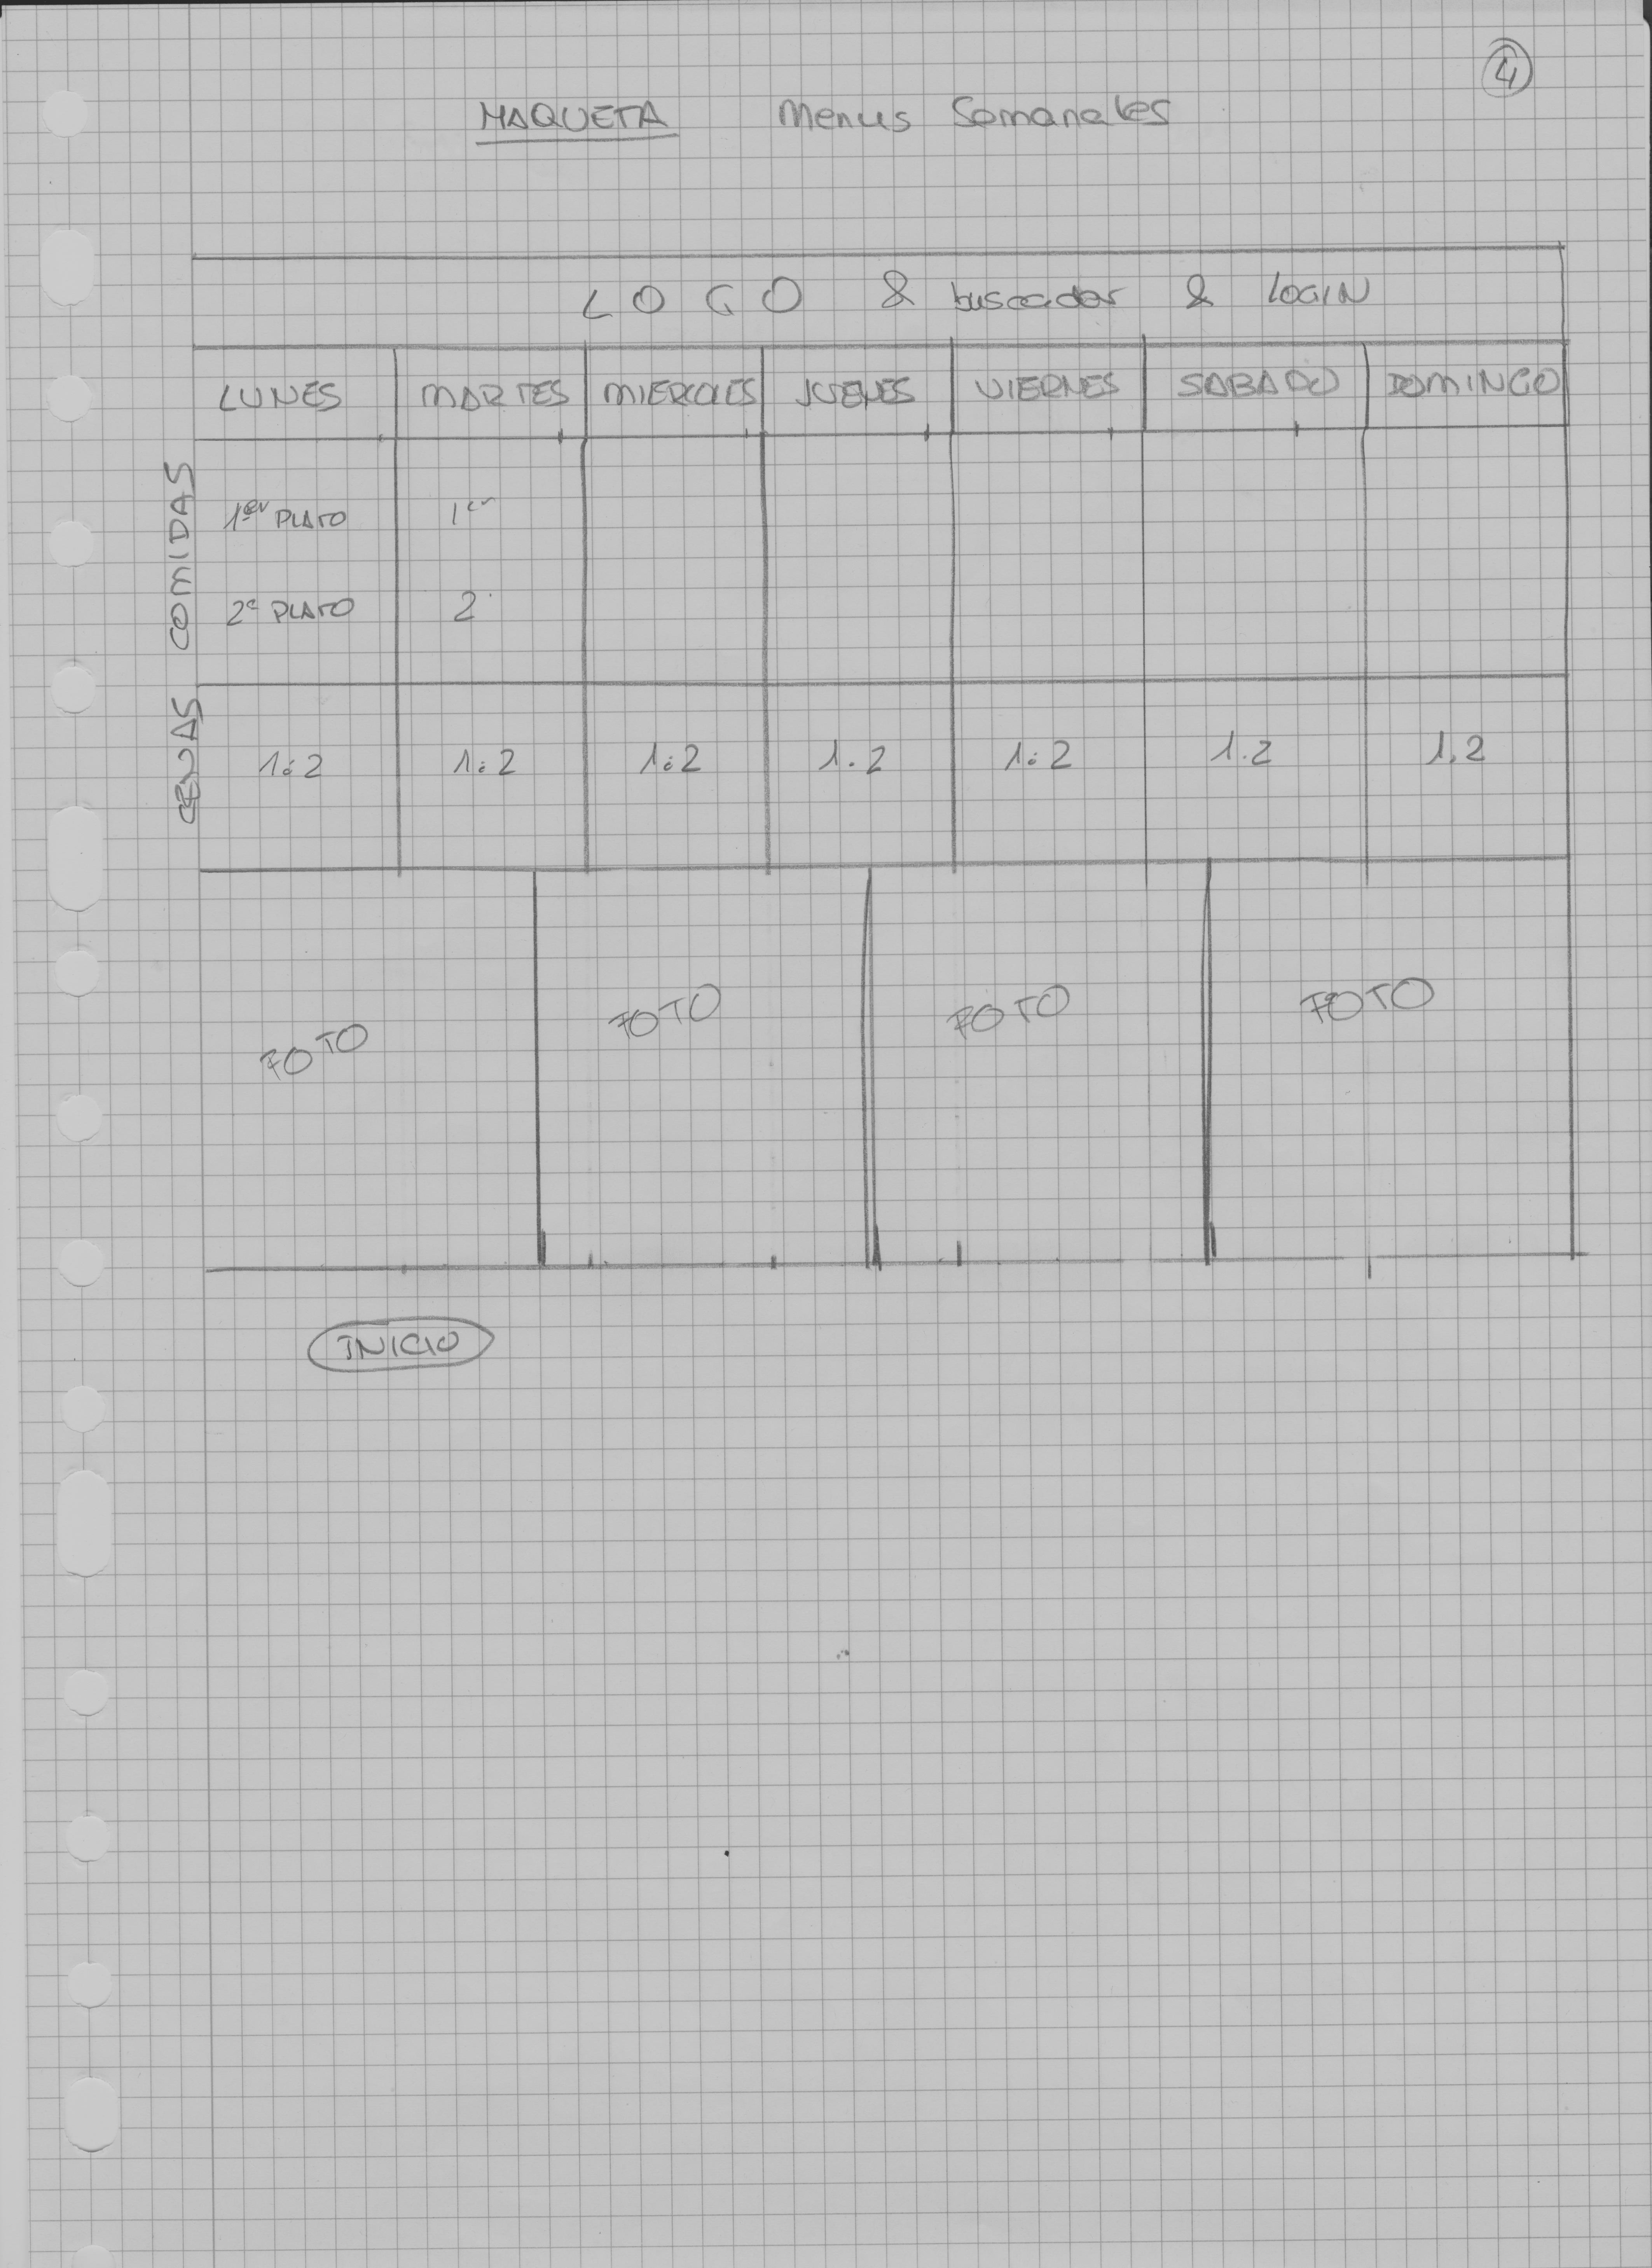 4
MAQUETA Menus Semanales
LOGO & buscador & LOGIN
LUNES MARTES MIERCOLES JUEVES VIERNES SABADO DOMINGO
COMIDAS
1er PLATO 1er
2º PLATO 2
CENAS
1 ó 2 1 ó 2 1 ó 2 1.2 1 ó 2 1.2 1,2
FOTO FOTO FOTO FOTO
INICIO